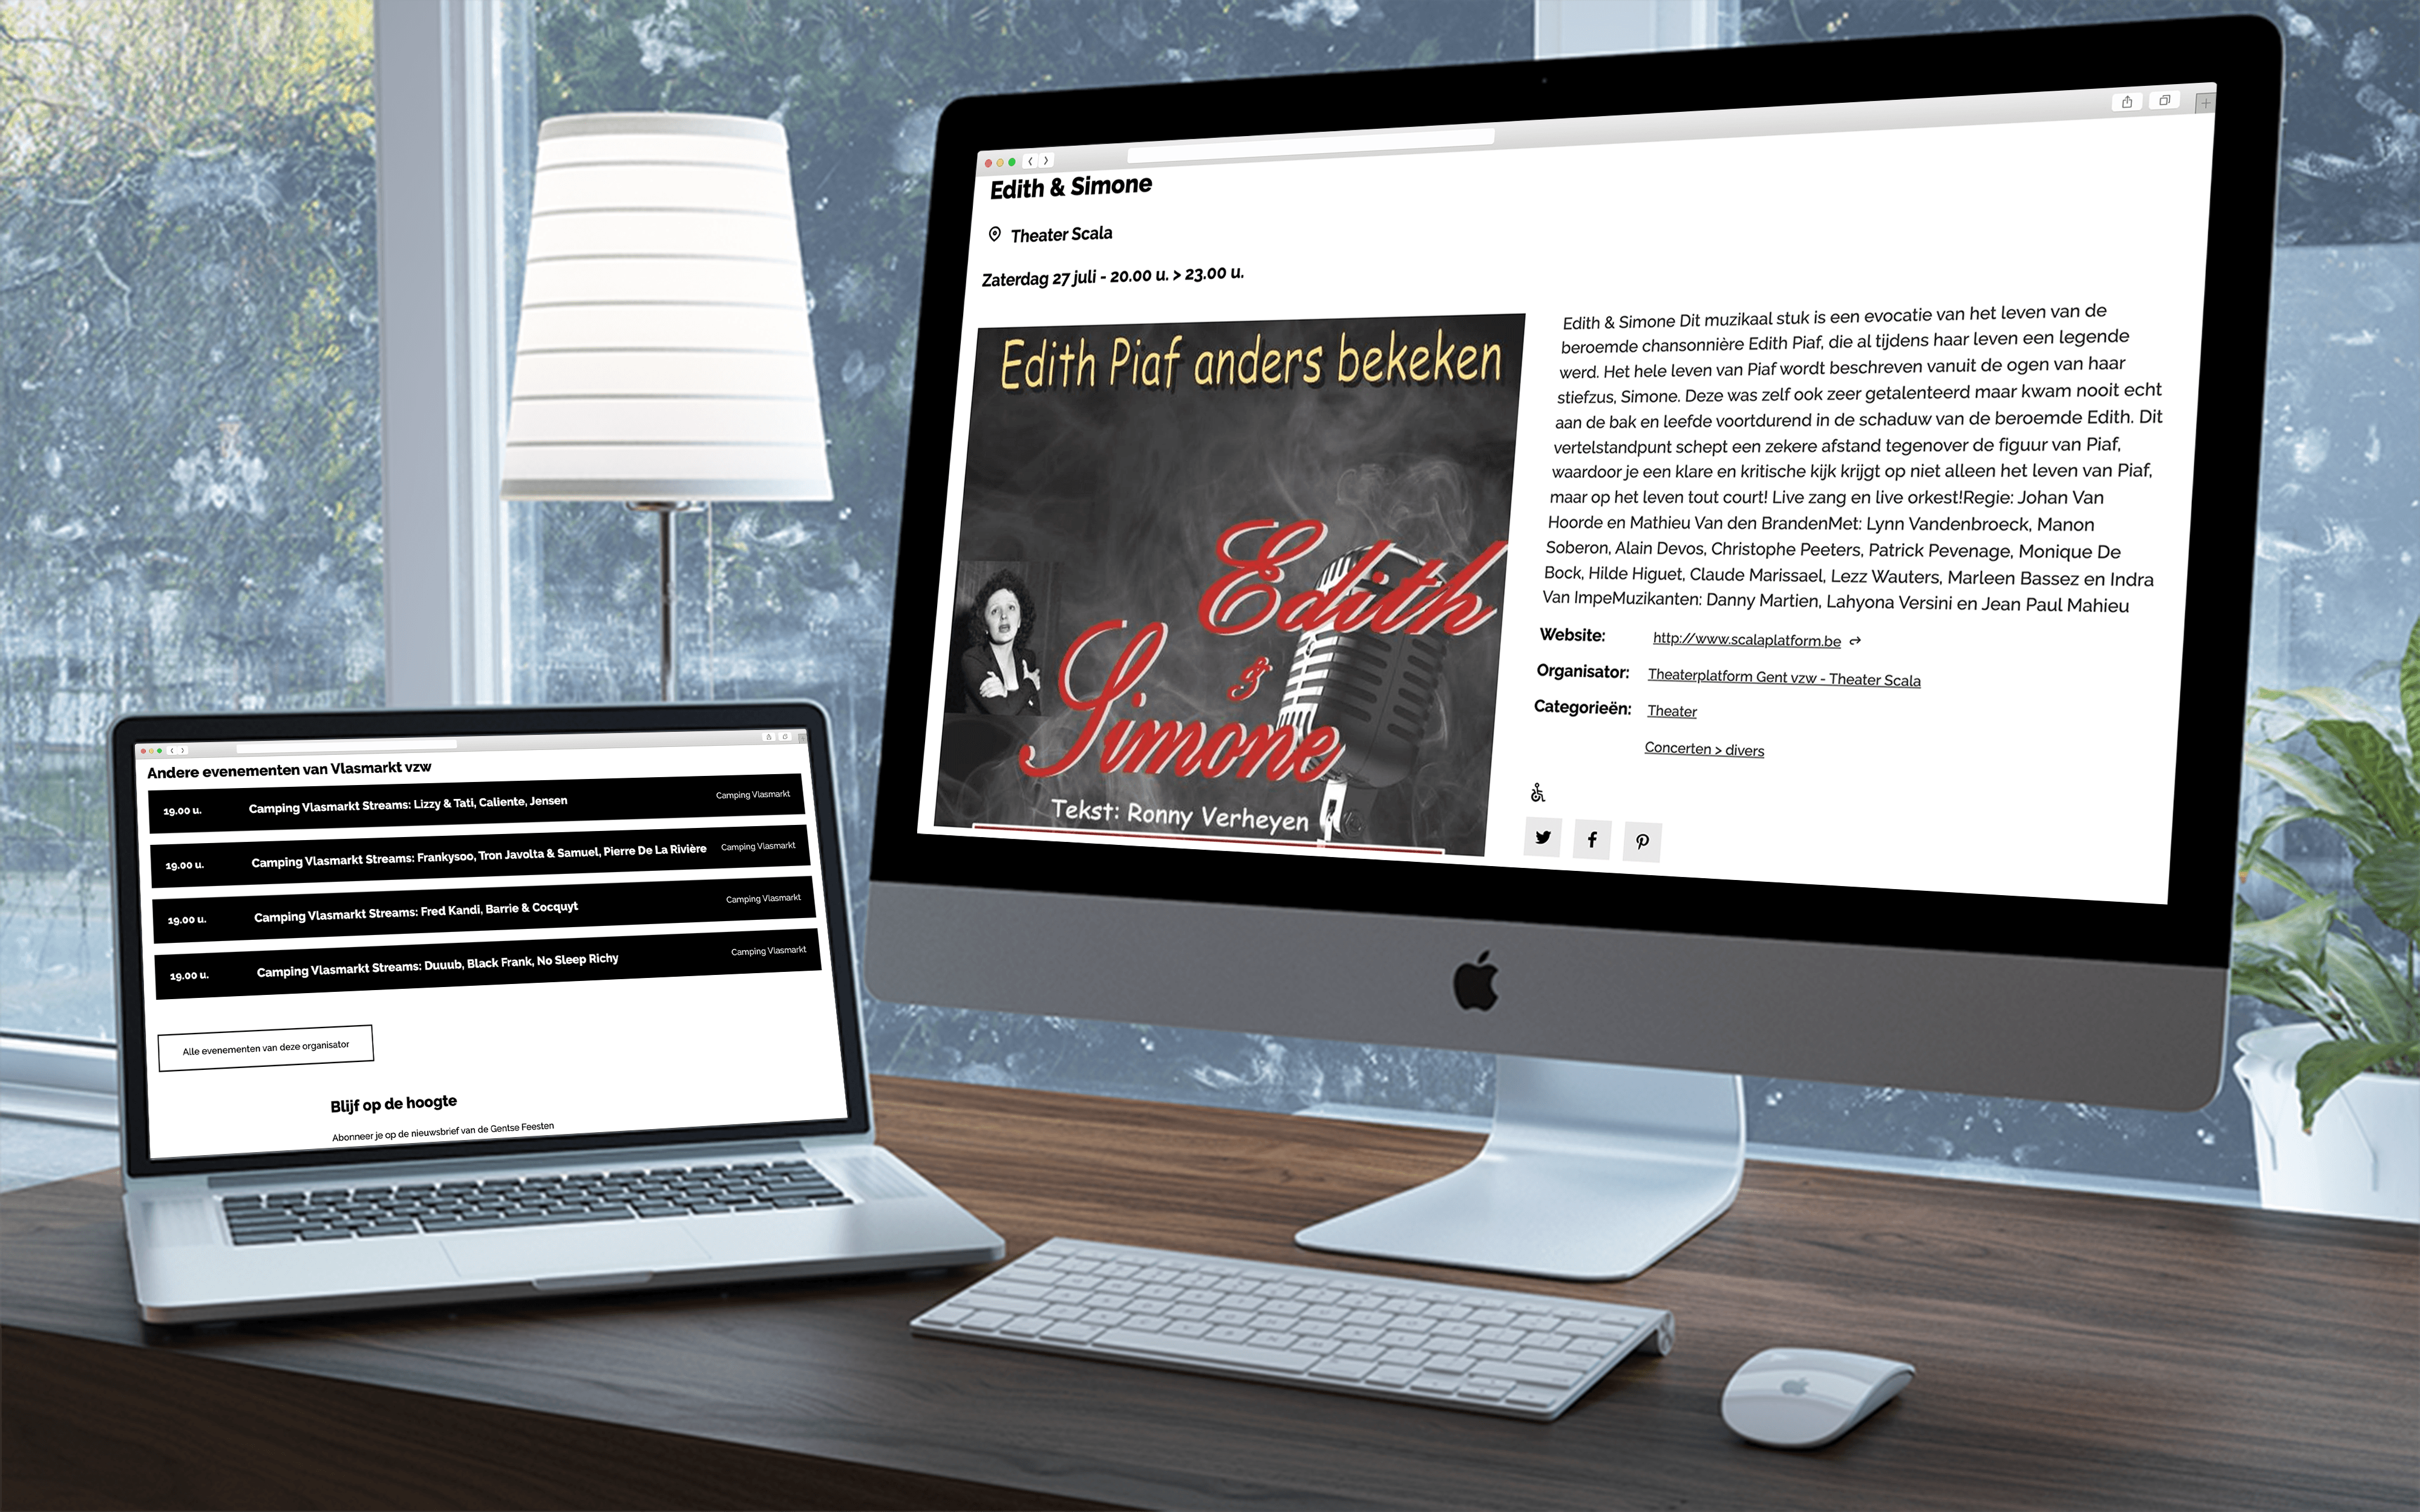 Edith & Simone
Theater Scala
Zaterdag 27 juli - 20.00 u. > 23.00 u.
Edith Piaf anders bekeken
Edith
&
Simone
Tekst: Ronny Verheyen
Edith & Simone Dit muzikaal stuk is een evocatie van het leven van de
beroemde chansonnière Edith Piaf, die al tijdens haar leven een legende
werd. Het hele leven van Piaf wordt beschreven vanuit de ogen van haar
stiefzus, Simone. Deze was zelf ook zeer getalenteerd maar kwam nooit echt
aan de bak en leefde voortdurend in de schaduw van de beroemde Edith. Dit
vertelstandpunt schept een zekere afstand tegenover de figuur van Piaf,
waardoor je een klare en kritische kijk krijgt op niet alleen het leven van Piaf,
maar op het leven tout court! Live zang en live orkest!Regie: Johan Van
Hoorde en Mathieu Van den BrandenMet: Lynn Vandenbroeck, Manon
Soberon, Alain Devos, Christophe Peeters, Patrick Pevenage, Monique De
Bock, Hilde Higuet, Claude Marissael, Lezz Wauters, Marleen Bassez en Indra
Van ImpeMuzikanten: Danny Martien, Lahyona Versini en Jean Paul Mahieu
Website: http://www.scalaplatform.be
Organisator: Theaterplatform Gent vzw - Theater Scala
Categorieën: Theater
Concerten > divers
Andere evenementen van Vlasmarkt vzw
19.00 u. Camping Vlasmarkt Streams: Lizzy & Tati, Caliente, Jensen Camping Vlasmarkt
19.00 u. Camping Vlasmarkt Streams: Frankysoo, Tron Javolta & Samuel, Pierre De La Rivière Camping Vlasmarkt
19.00 u. Camping Vlasmarkt Streams: Fred Kandi, Barrie & Cocquyt Camping Vlasmarkt
19.00 u. Camping Vlasmarkt Streams: Duuub, Black Frank, No Sleep Richy Camping Vlasmarkt
Alle evenementen van deze organisator
Blijf op de hoogte
Abonneer je op de nieuwsbrief van de Gentse Feesten